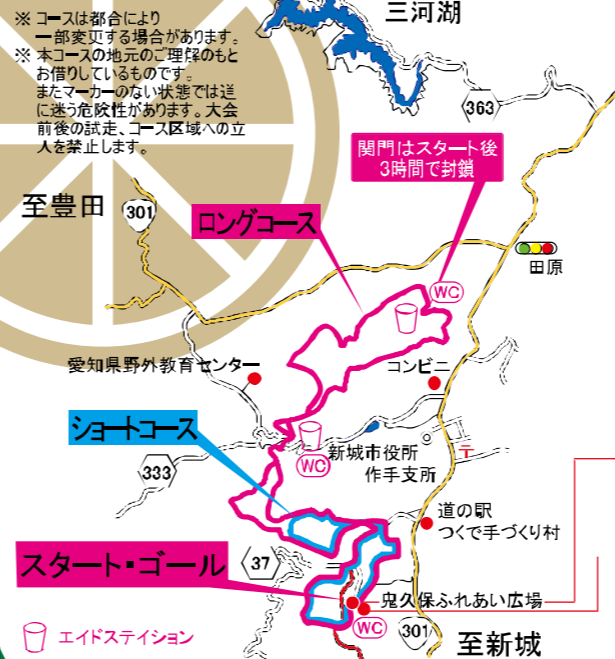 ※ コースは都合により
一部変更する場合があります。
※ 本コースの地元のご理解のもと
お借りしているものです。
またマーカーのない状態では道
に迷う危険性があります。大会
前後の試走、コース区域への立
人を禁止します。
三河湖
363
関門はスタート後
3時間で封鎖
至豊田
301
ロングコース
田原
WC
愛知県野外教育センター
コンビニ
ショートコース
新城市役所
作手支所
〒
WC
333
道の駅
つくで手づくり村
スタート・ゴール
37
鬼久保ふれあい広場
WC
301
至新城
エイドステイション